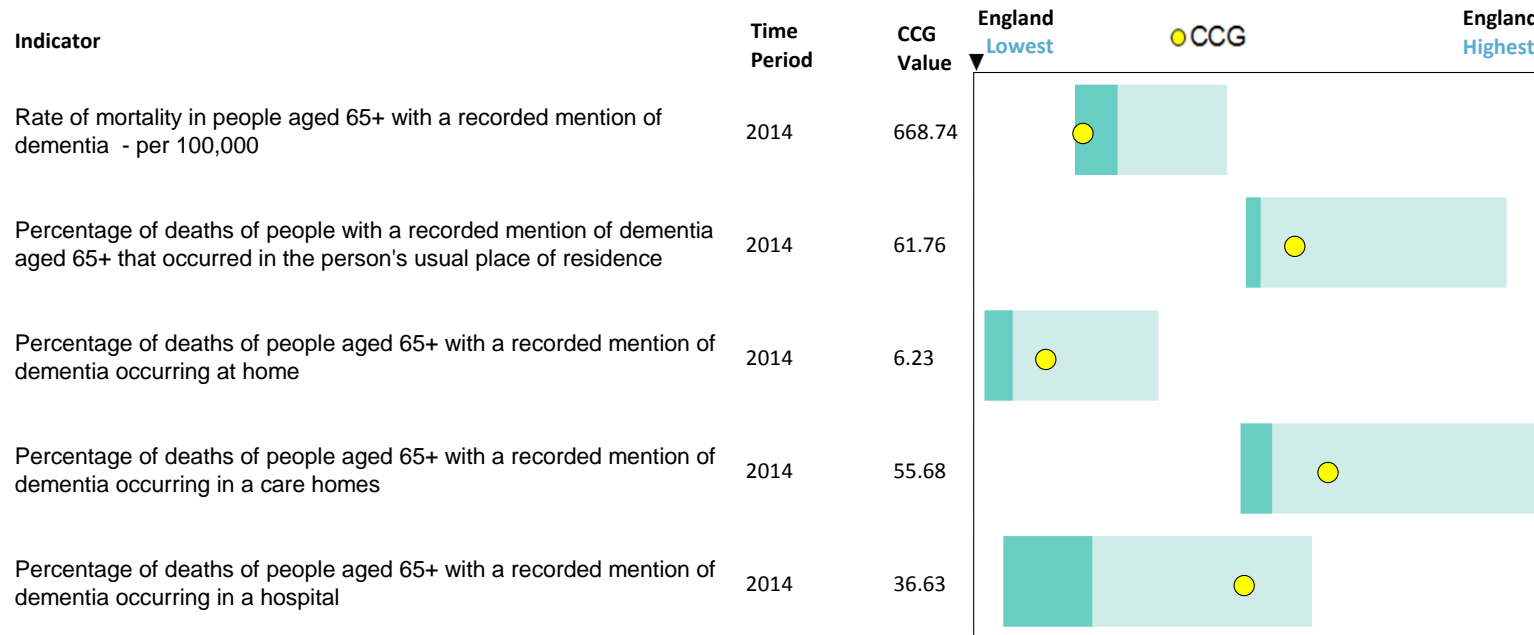 Indicator
Time Period
CCG Value
England Lowest
CCG
England Highest
Rate of mortality in people aged 65+ with a recorded mention of
dementia - per 100,000
2014
668.74
Percentage of deaths of people with a recorded mention of dementia
aged 65+ that occurred in the person's usual place of residence
2014
61.76
Percentage of deaths of people aged 65+ with a recorded mention of
dementia occurring at home
2014
6.23
Percentage of deaths of people aged 65+ with a recorded mention of
dementia occurring in a care homes
2014
55.68
Percentage of deaths of people aged 65+ with a recorded mention of
dementia occurring in a hospital
2014
36.63